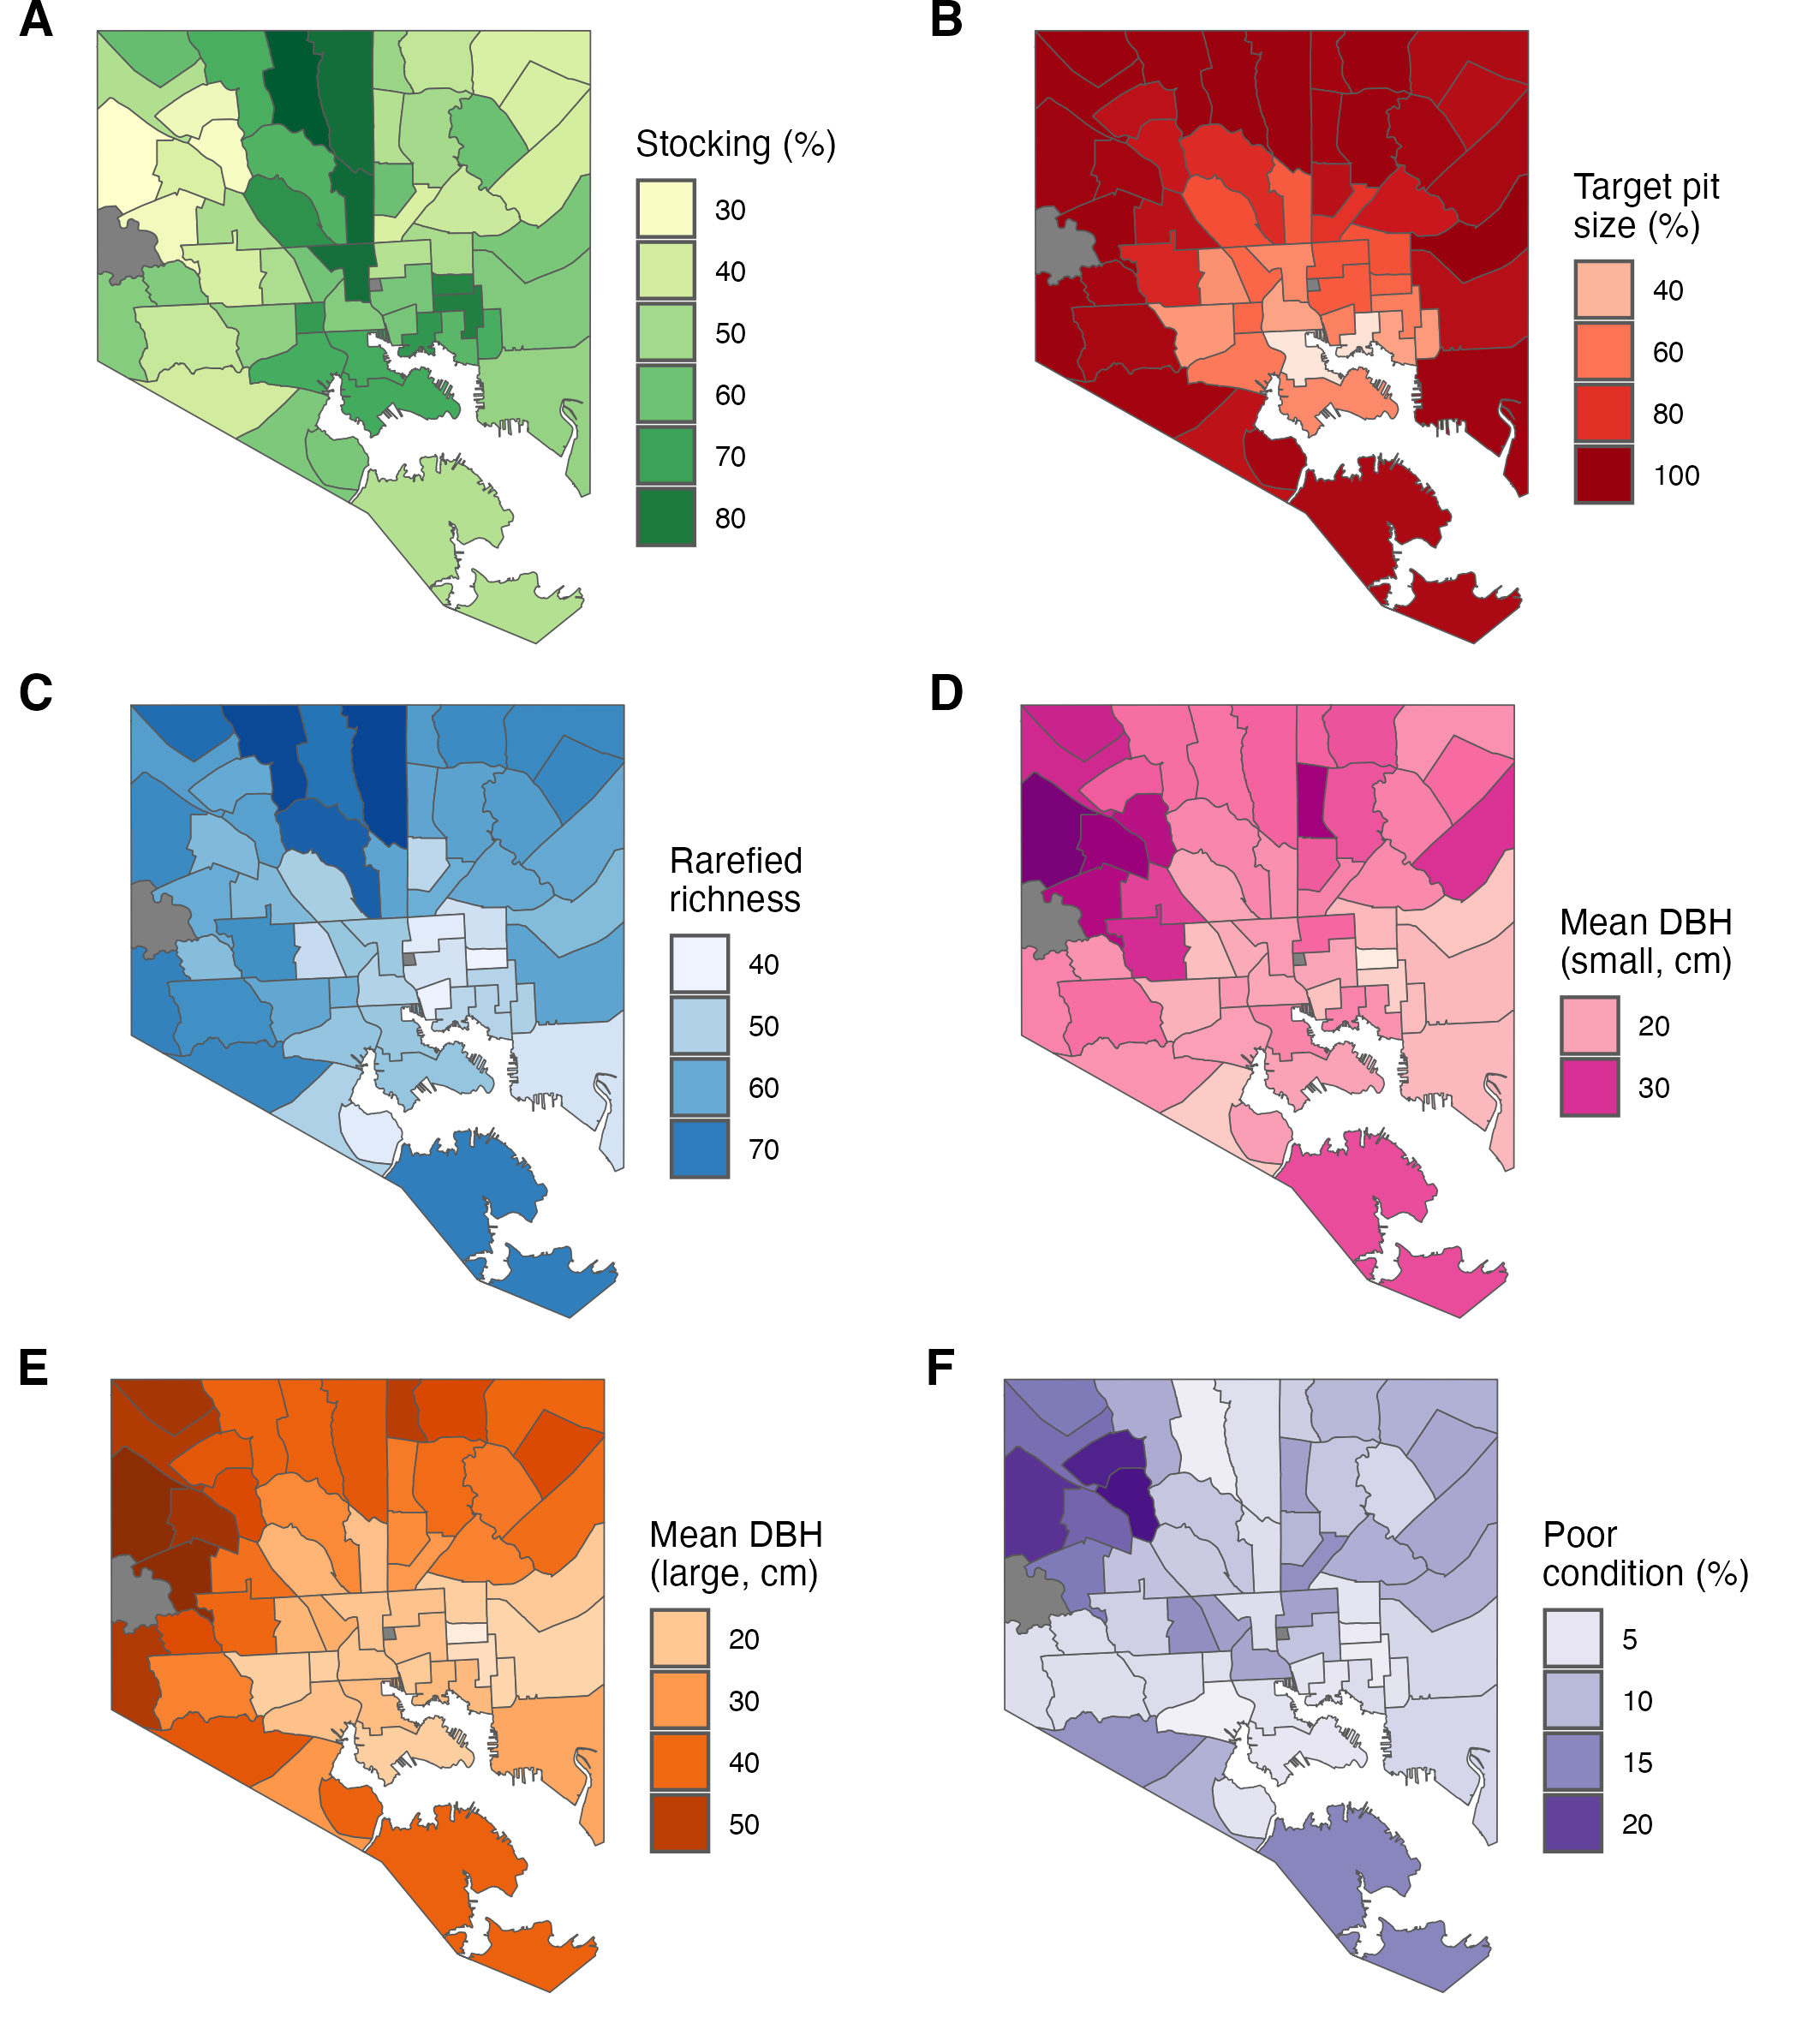 A
Stocking (%)
30
40
50
60
70
80
B
Target pit
size (%)
40
60
80
100
C
Rarefied
richness
40
50
60
70
D
Mean DBH
(small, cm)
20
30
E
Mean DBH
(large, cm)
20
30
40
50
F
Poor
condition (%)
5
10
15
20